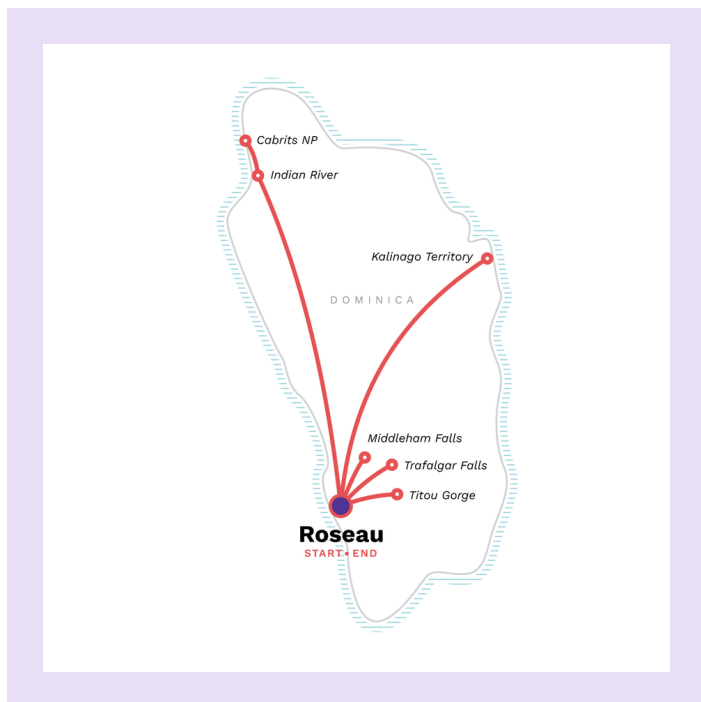 Cabrits NP
Indian River
Kalinago Territory
DOMINICA
Middleham Falls
Trafalgar Falls
Titou Gorge
Roseau
START • END